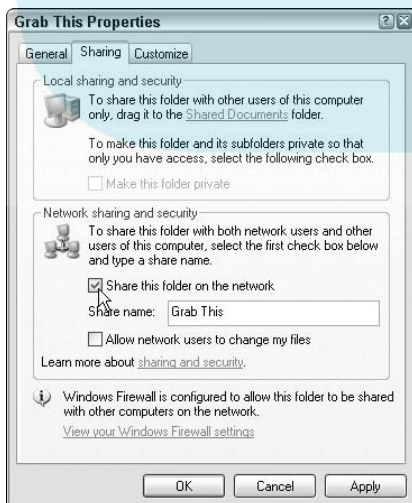 Grab This Properties
General Sharing Customize
Local sharing and security
To share this folder with other users of this computer
only, drag it to the Shared Documents folder.
To make this folder and its subfolders private so that
only you have access, select the following check box.
Make this folder private
Network sharing and security
To share this folder with both network users and other
users of this computer, select the first check box below
and type a share name.
Share this folder on the network
Share name: Grab This
Allow network users to change my files
Learn more about sharing and security.
Windows Firewall is configured to allow this folder to be shared
with other computers on the network.
View your Windows Firewall settings
OK Cancel Apply